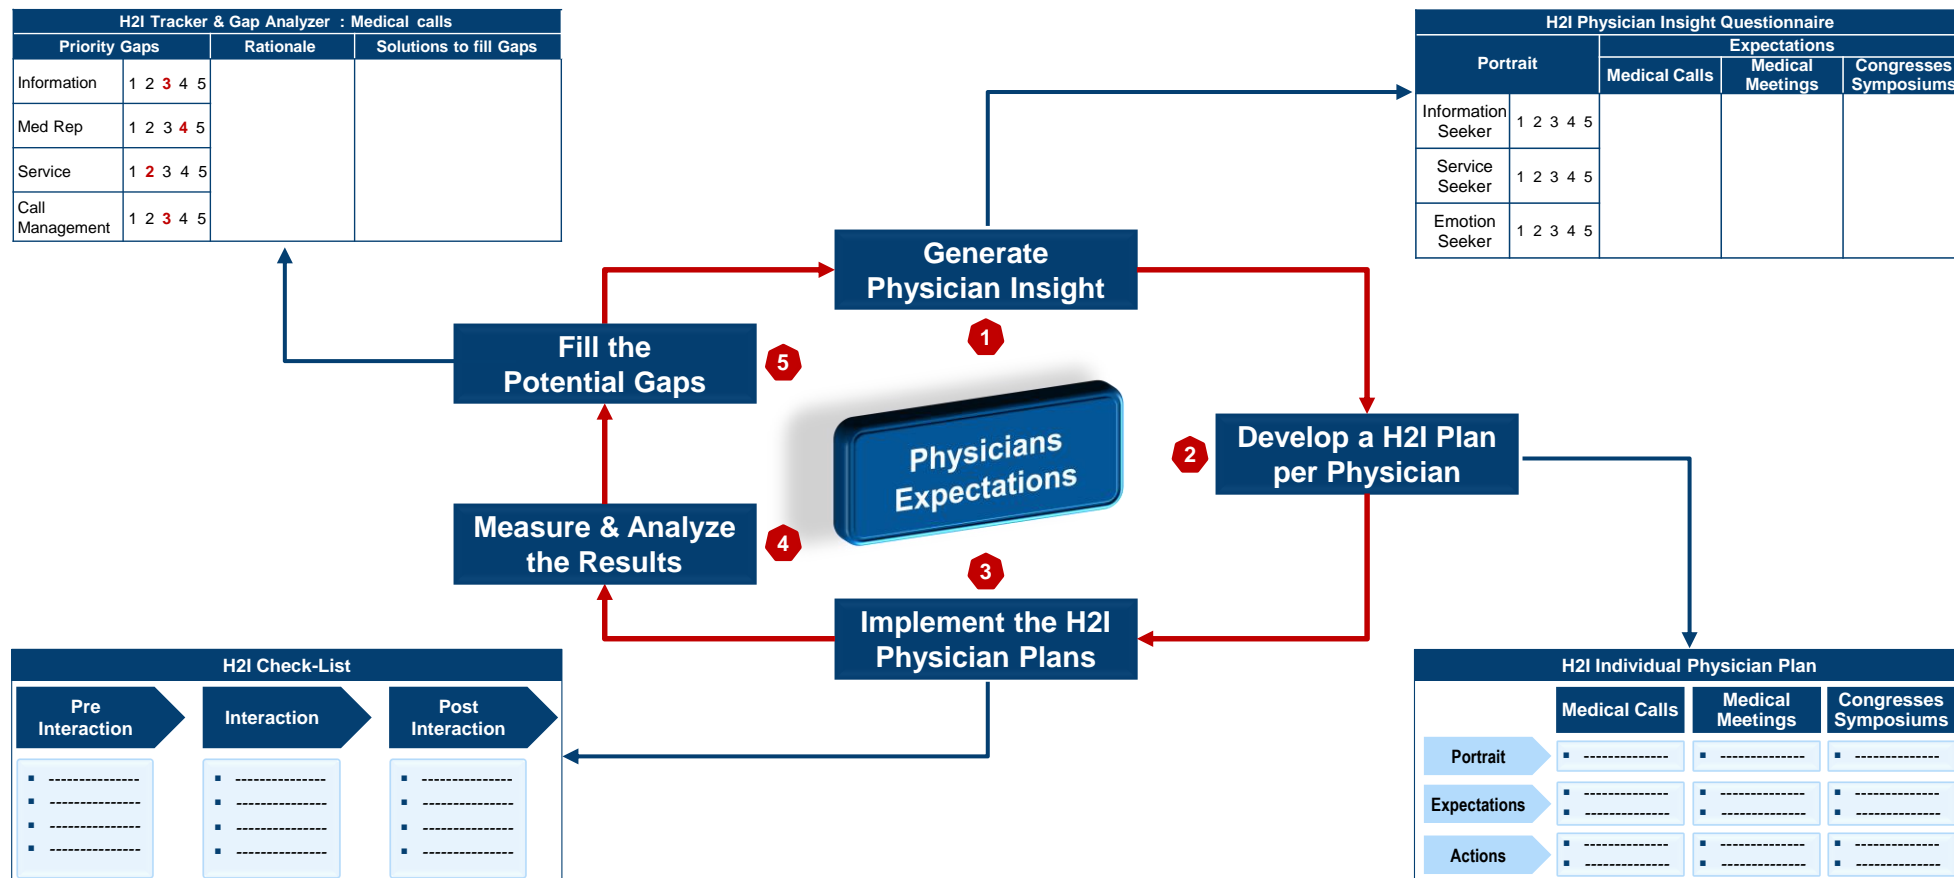 H2I Tracker & Gap Analyzer : Medical calls
Priority Gaps Rationale Solutions to fill Gaps
Information 1 2 3 4 5
Med Rep 1 2 3 4 5
Service 1 2 3 4 5
Call
Management 1 2 3 4 5
H2I Physician Insight Questionnaire
Portrait
Expectations
Medical Calls
Medical
Meetings
Congresses
Symposiums
Information
Seeker
1 2 3 4 5
Service
Seeker
1 2 3 4 5
Emotion
Seeker
1 2 3 4 5
Generate
Physician Insight
1
Develop a H2I Plan
per Physician
2
Implement the H2I
Physician Plans
3
Measure & Analyze
the Results
4
Fill the
Potential Gaps
5
Physicians
Expectations
H2I Check-List
Pre
Interaction
Interaction
Post
Interaction
H2I Individual Physician Plan
Medical Calls
Medical
Meetings
Congresses
Symposiums
Portrait
Expectations
Actions